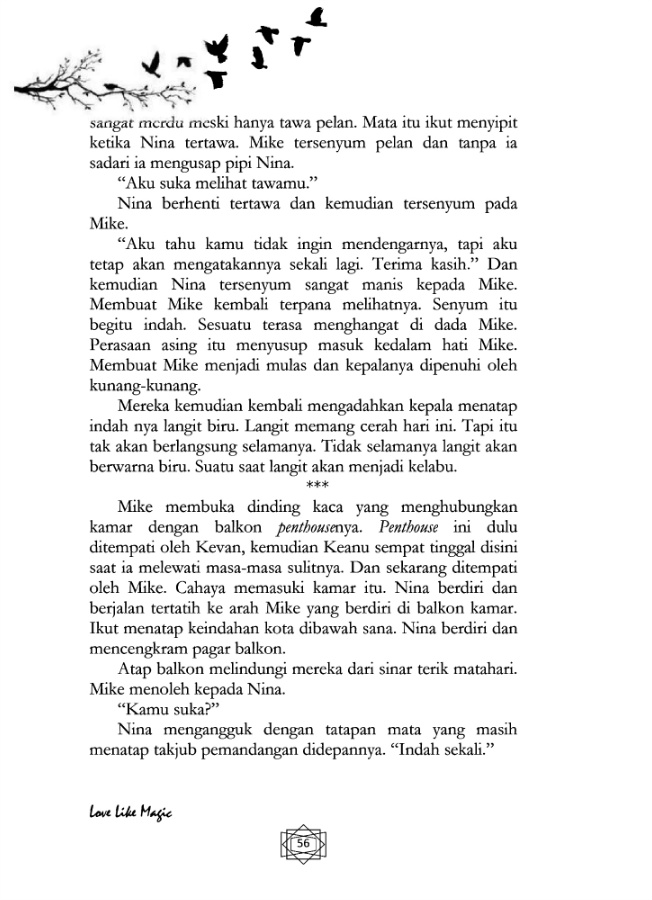 sangat merdu meski hanya tawa pelan. Mata itu ikut menyipit
ketika Nina tertawa. Mike tersenyum pelan dan tanpa ia
sadari ia mengusap pipi Nina.
“Aku suka melihat tawamu.”
Nina berhenti tertawa dan kemudian tersenyum pada
Mike.
“Aku tahu kamu tidak ingin mendengarnya, tapi aku
tetap akan mengatakannya sekali lagi. Terima kasih.” Dan
kemudian Nina tersenyum sangat manis kepada Mike.
Membuat Mike kembali terpana melihatnya. Senyum itu
begitu indah. Sesuatu terasa menghangat di dada Mike.
Perasaan asing itu menyusup masuk kedalam hati Mike.
Membuat Mike menjadi mulas dan kepalanya dipenuhi oleh
kunang-kunang.
Mereka kemudian kembali mengadahkan kepala menatap
indah nya langit biru. Langit memang cerah hari ini. Tapi itu
tak akan berlangsung selamanya. Tidak selamanya langit akan
berwarna biru. Suatu saat langit akan menjadi kelabu.
***
Mike membuka dinding kaca yang menghubungkan
kamar dengan balkon penthousenya. Penthouse ini dulu
ditempati oleh Kevan, kemudian Keanu sempat tinggal disini
saat ia melewati masa-masa sulitnya. Dan sekarang ditempati
oleh Mike. Cahaya memasuki kamar itu. Nina berdiri dan
berjalan tertatih ke arah Mike yang berdiri di balkon kamar.
Ikut menatap keindahan kota dibawah sana. Nina berdiri dan
mencengkram pagar balkon.
Atap balkon melindungi mereka dari sinar terik matahari.
Mike menoleh kepada Nina.
“Kamu suka?”
Nina mengangguk dengan tatapan mata yang masih
menatap takjub pemandangan didepannya. “Indah sekali.”
Love Like Magic
56